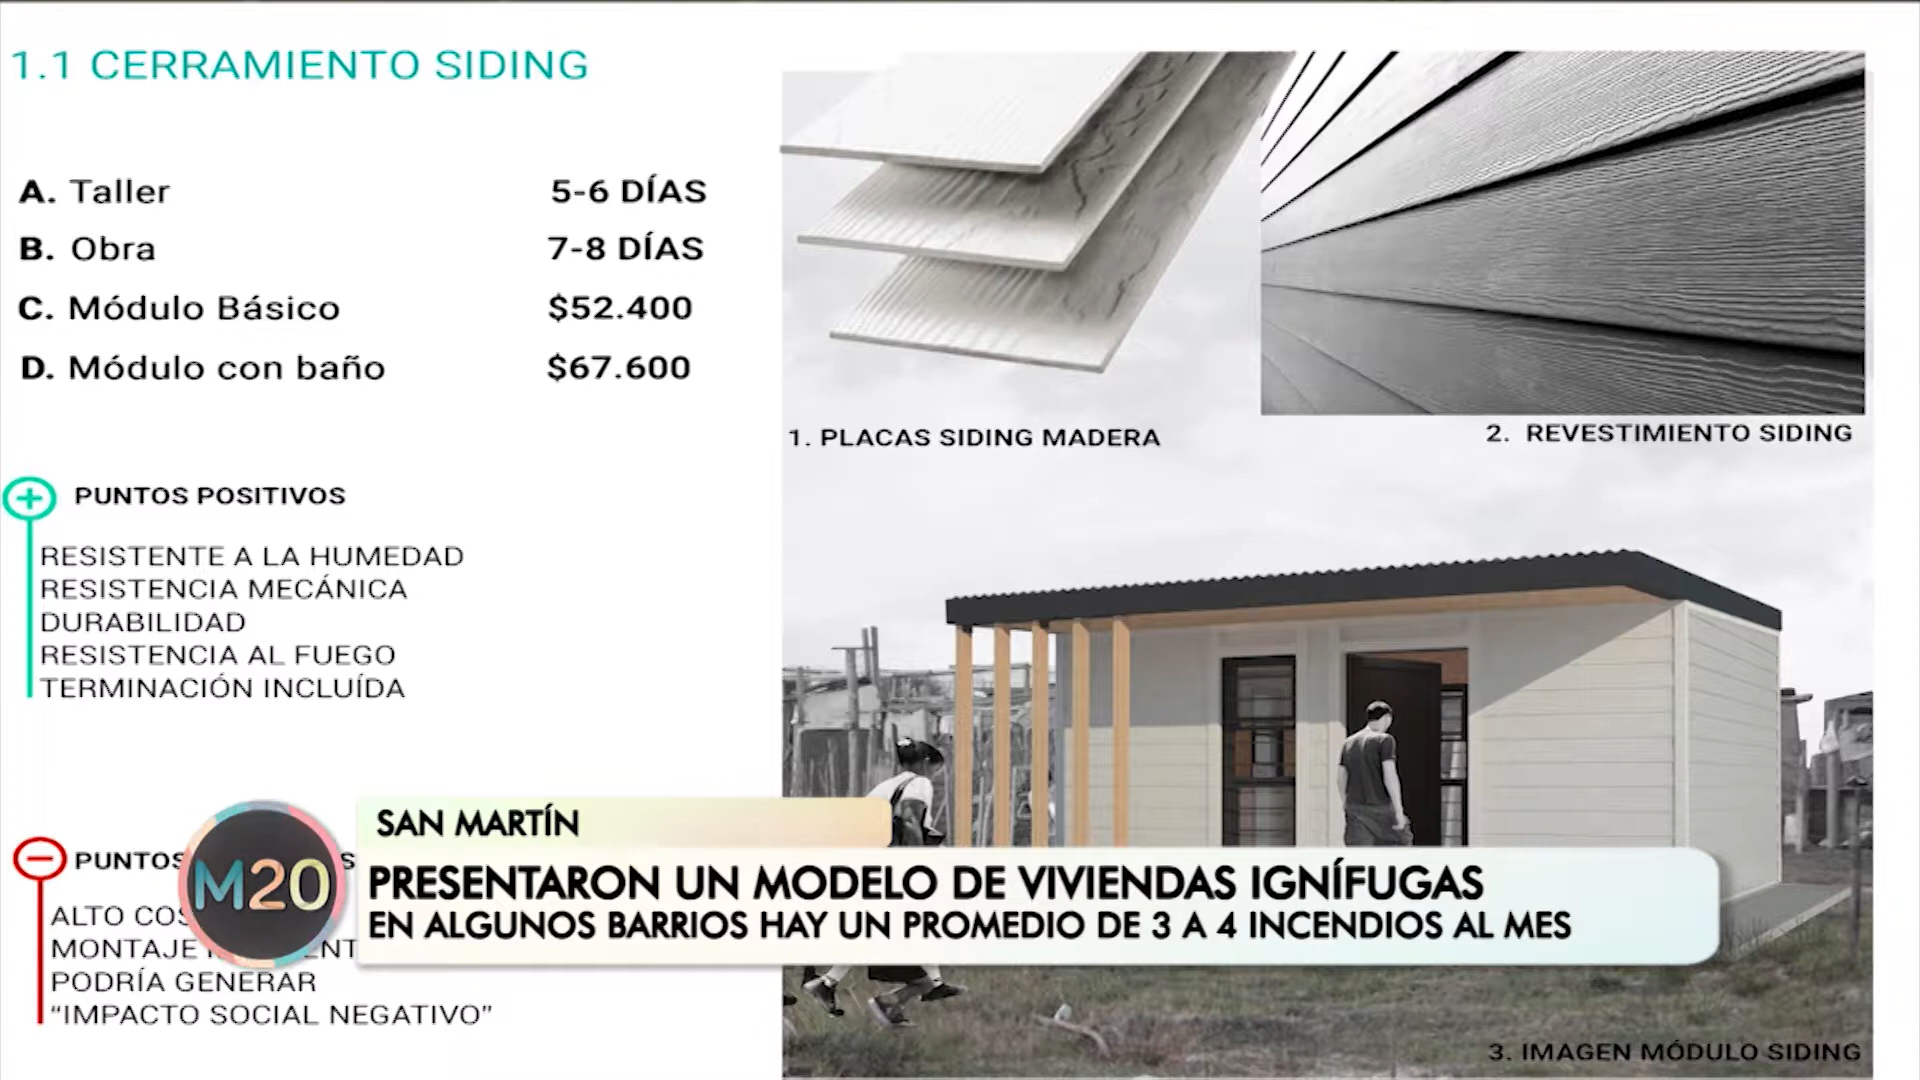 1.1 CERRAMIENTO SIDING
A. Taller 5-6 DÍAS
B. Obra 7-8 DÍAS
C. Módulo Básico $52.400
D. Módulo con baño $67.600
PUNTOS POSITIVOS
RESISTENTE A LA HUMEDAD
RESISTENCIA MECÁNICA
DURABILIDAD
RESISTENCIA AL FUEGO
TERMINACIÓN INCLUÍDA
PUNTOS
ALTO
MONTAJE
PODRÍA GENERAR
“IMPACTO SOCIAL NEGATIVO”
1. PLACAS SIDING MADERA
2. REVESTIMIENTO SIDING
3. IMAGEN MÓDULO SIDING
M20
SAN MARTÍN
PRESENTARON UN MODELO DE VIVIENDAS IGNÍFUGAS
EN ALGUNOS BARRIOS HAY UN PROMEDIO DE 3 A 4 INCENDIOS AL MES